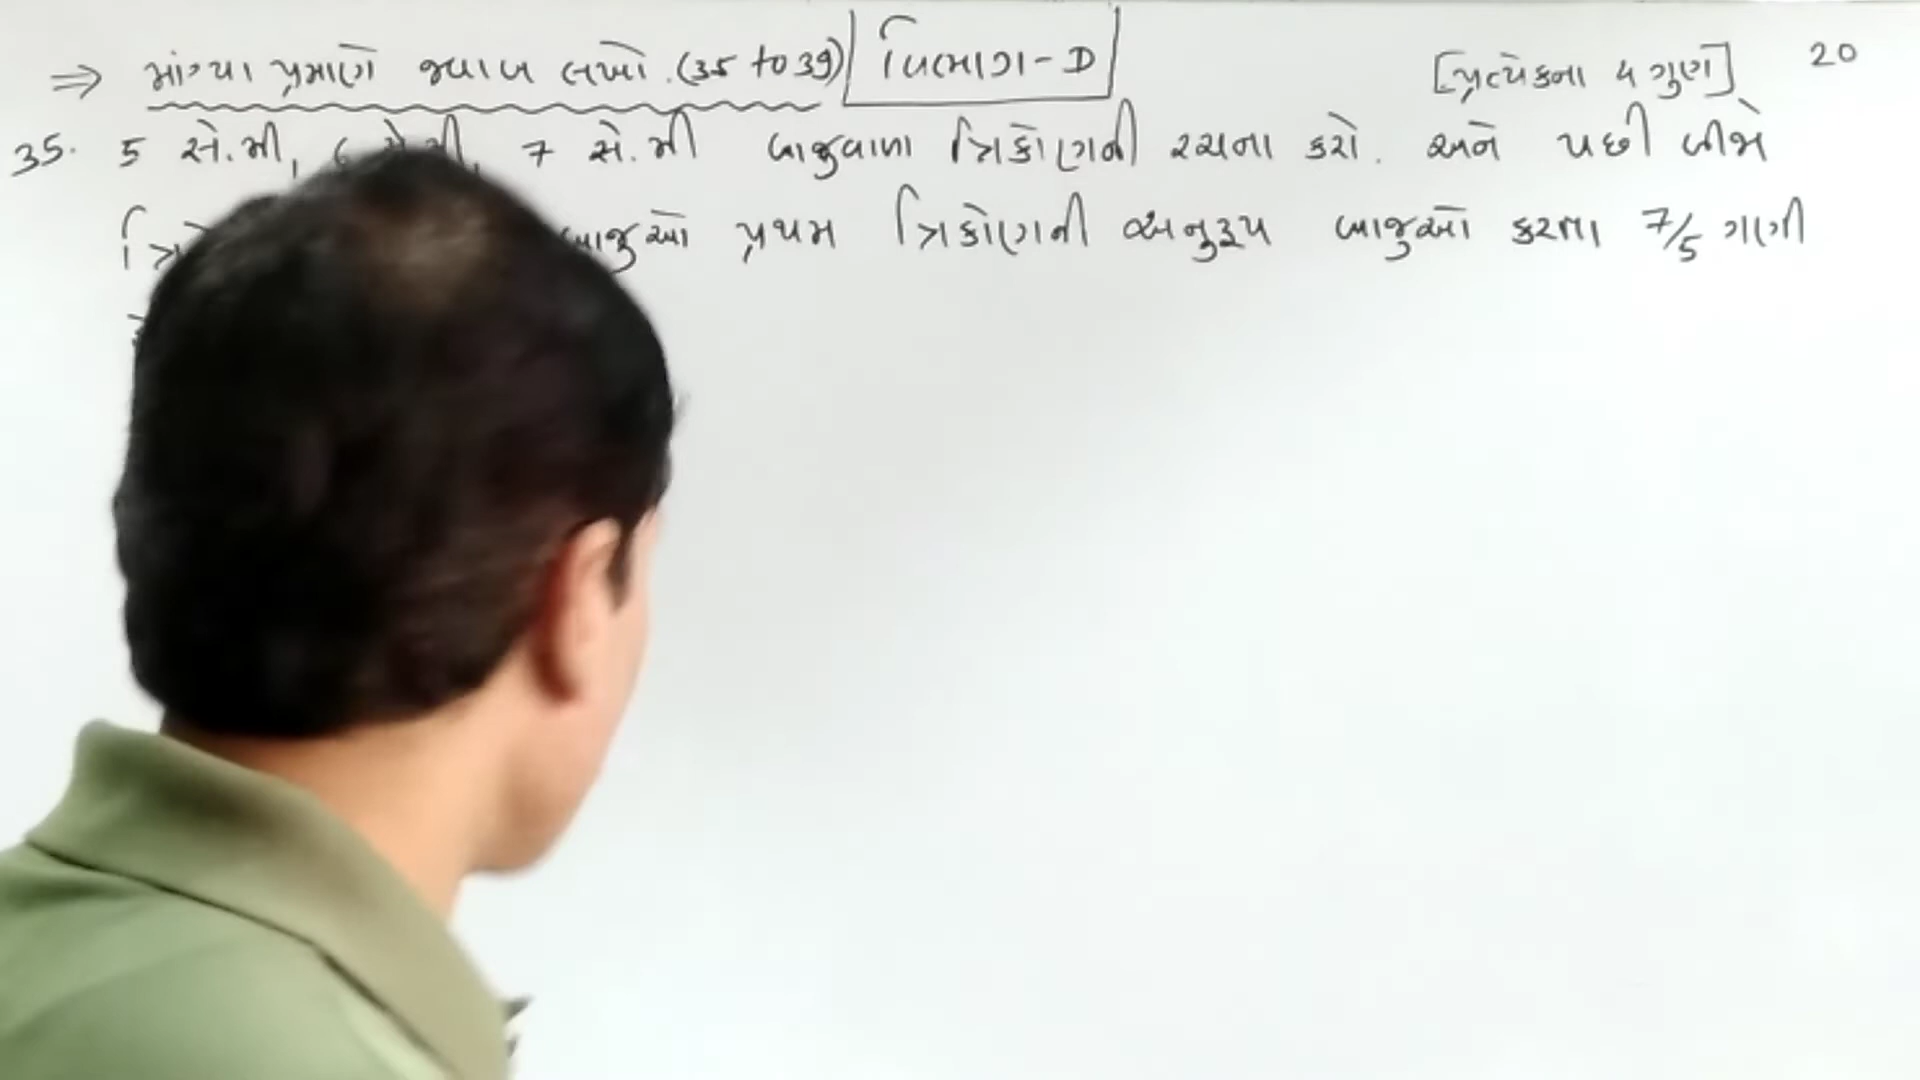 ⇒ માંગ્યા પ્રમાણે જવાબ લખો. (35 to 39) વિભાગ-D [પ્રત્યેકના 4 ગુણ] 20
35. 5 સે.મી, 7 સે.મી બાજુવાળા ત્રિકોણની રચના કરો. અને પછી બીજો
બાજુઓ પ્રથમ ત્રિકોણની અનુરૂપ બાજુઓ કરતા 7/5 ગણી